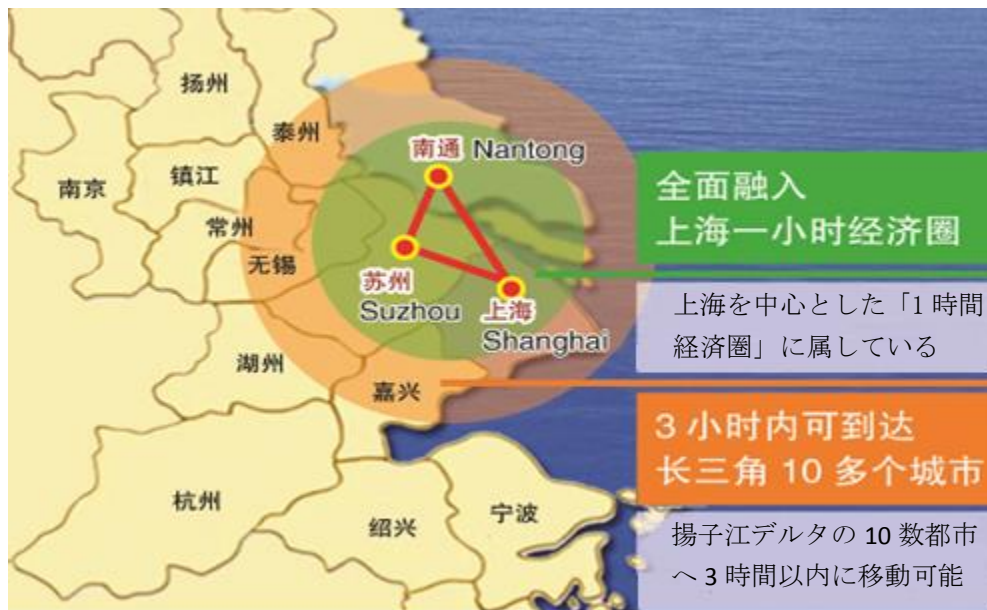 扬州
泰州
南京
镇江
常州
无锡
南通 Nantong
苏州
Suzhou
上海
Shanghai
湖州
嘉兴
杭州
绍兴
宁波
全面融入
上海一小时经济圈
上海を中心とした「1 時間
経済圏」に属している
3 小时内可到达
长三角 10 多个城市
揚子江デルタの 10 数都市
へ 3 時間以内に移動可能